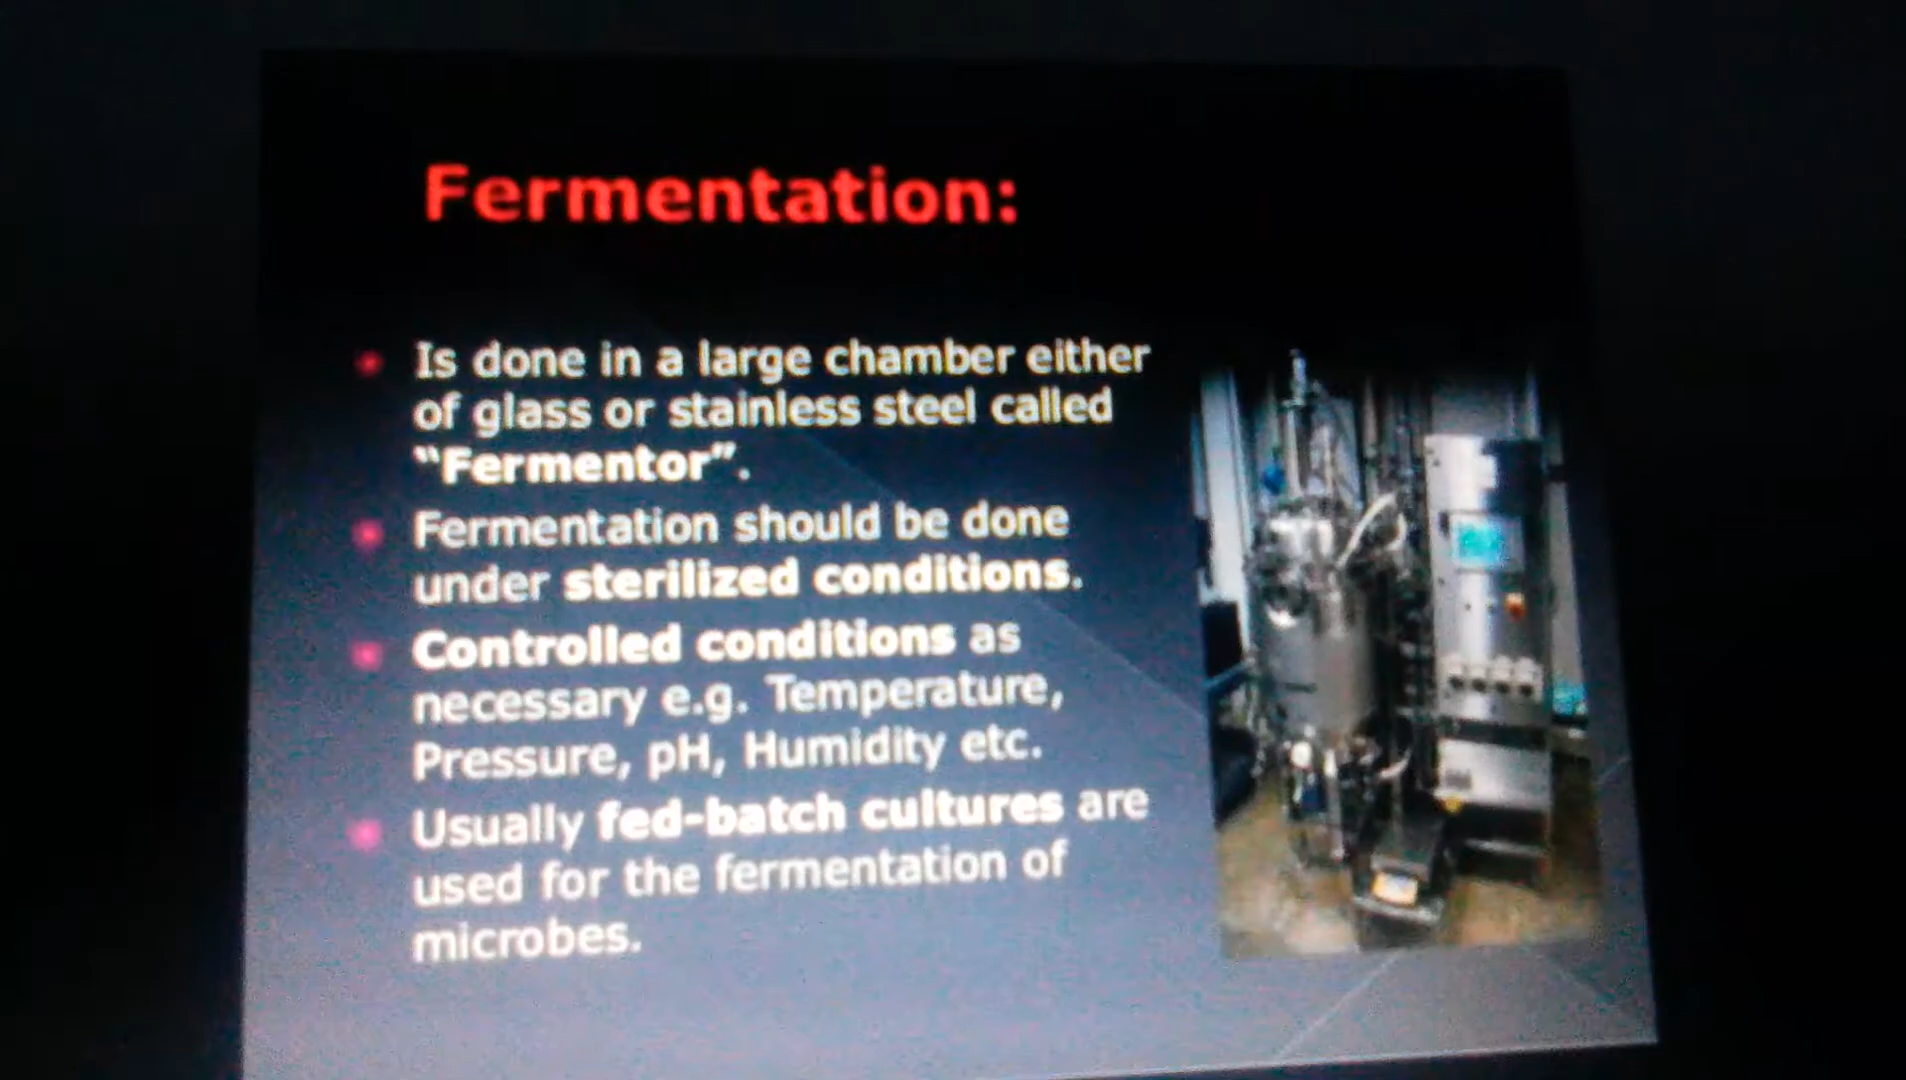 Fermentation:
Is done in a large chamber either
of glass or stainless steel called
“Fermentor”.
Fermentation should be done
under sterilized conditions.
Controlled conditions as
necessary e.g. Temperature,
Pressure, pH, Humidity etc.
Usually fed-batch cultures are
used for the fermentation of
microbes.